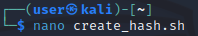 ┌──(user㉿kali)-[~]
└─$ nano create_hash.sh